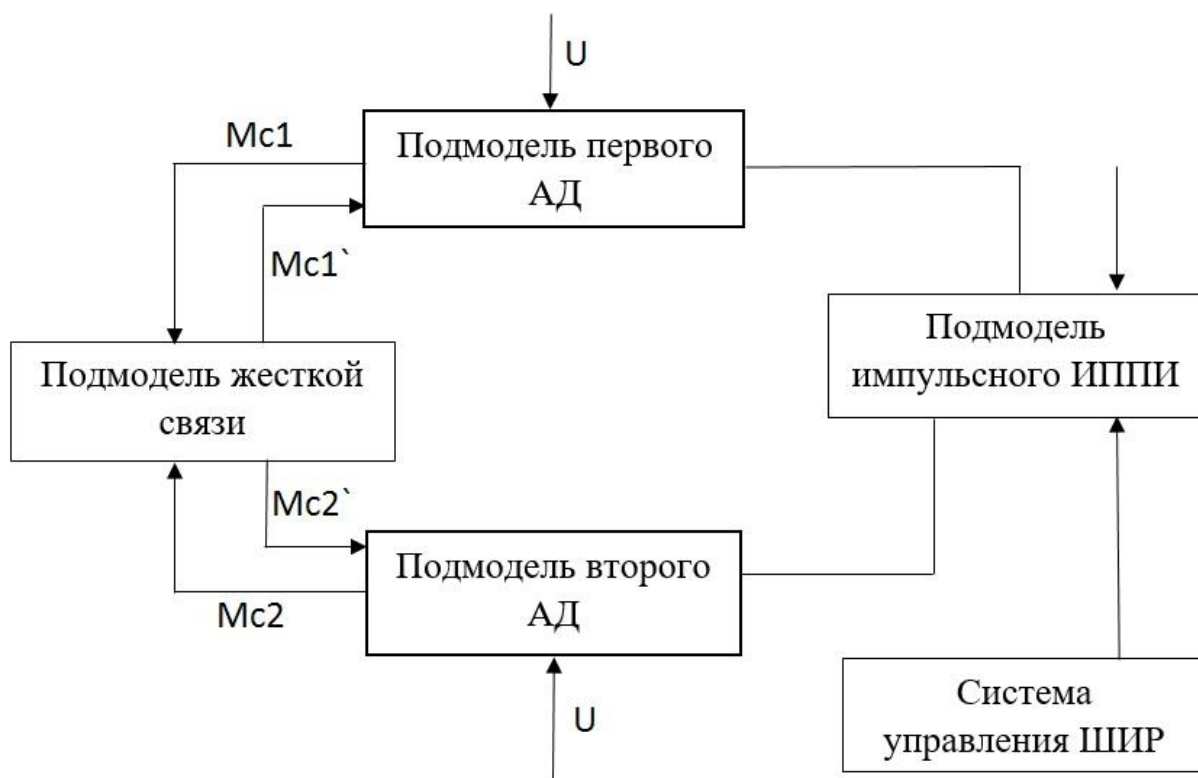 U
Mc1
Подмодель первого
АД
Mc1`
Подмодель
импульсного ИППИ
Подмодель жесткой
связи
Mc2`
Подмодель второго
АД
Mc2
Система
управления ШИР
U